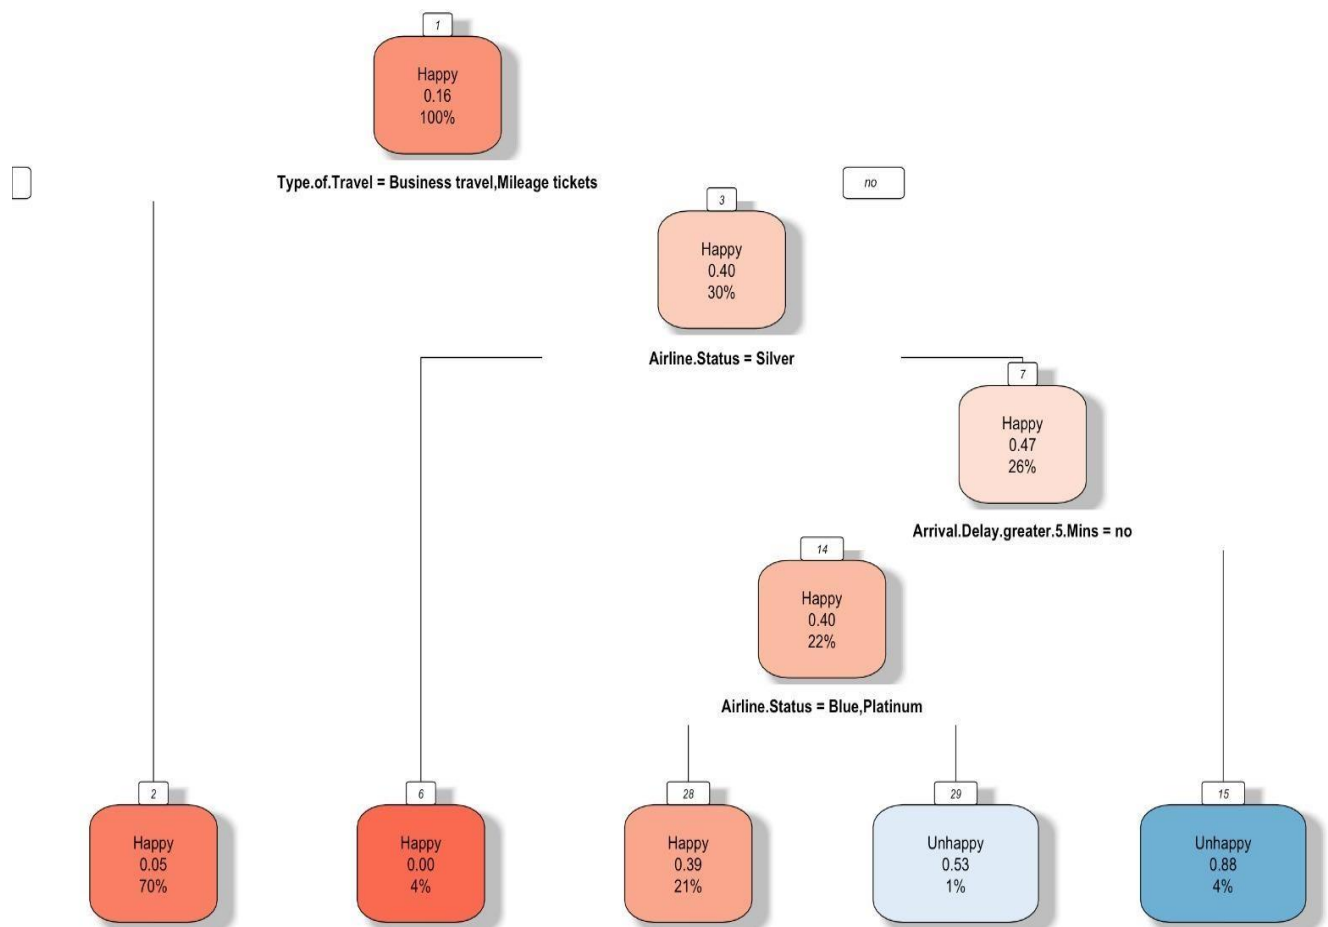 1
Happy
0.16
100%
Type.of.Travel = Business travel,Mileage tickets
no
3
Happy
0.40
30%
Airline.Status = Silver
7
Happy
0.47
26%
Arrival.Delay.greater.5.Mins = no
14
Happy
0.40
22%
Airline.Status = Blue,Platinum
2
Happy
0.05
70%
6
Happy
0.00
4%
28
Happy
0.39
21%
29
Unhappy
0.53
1%
15
Unhappy
0.88
4%